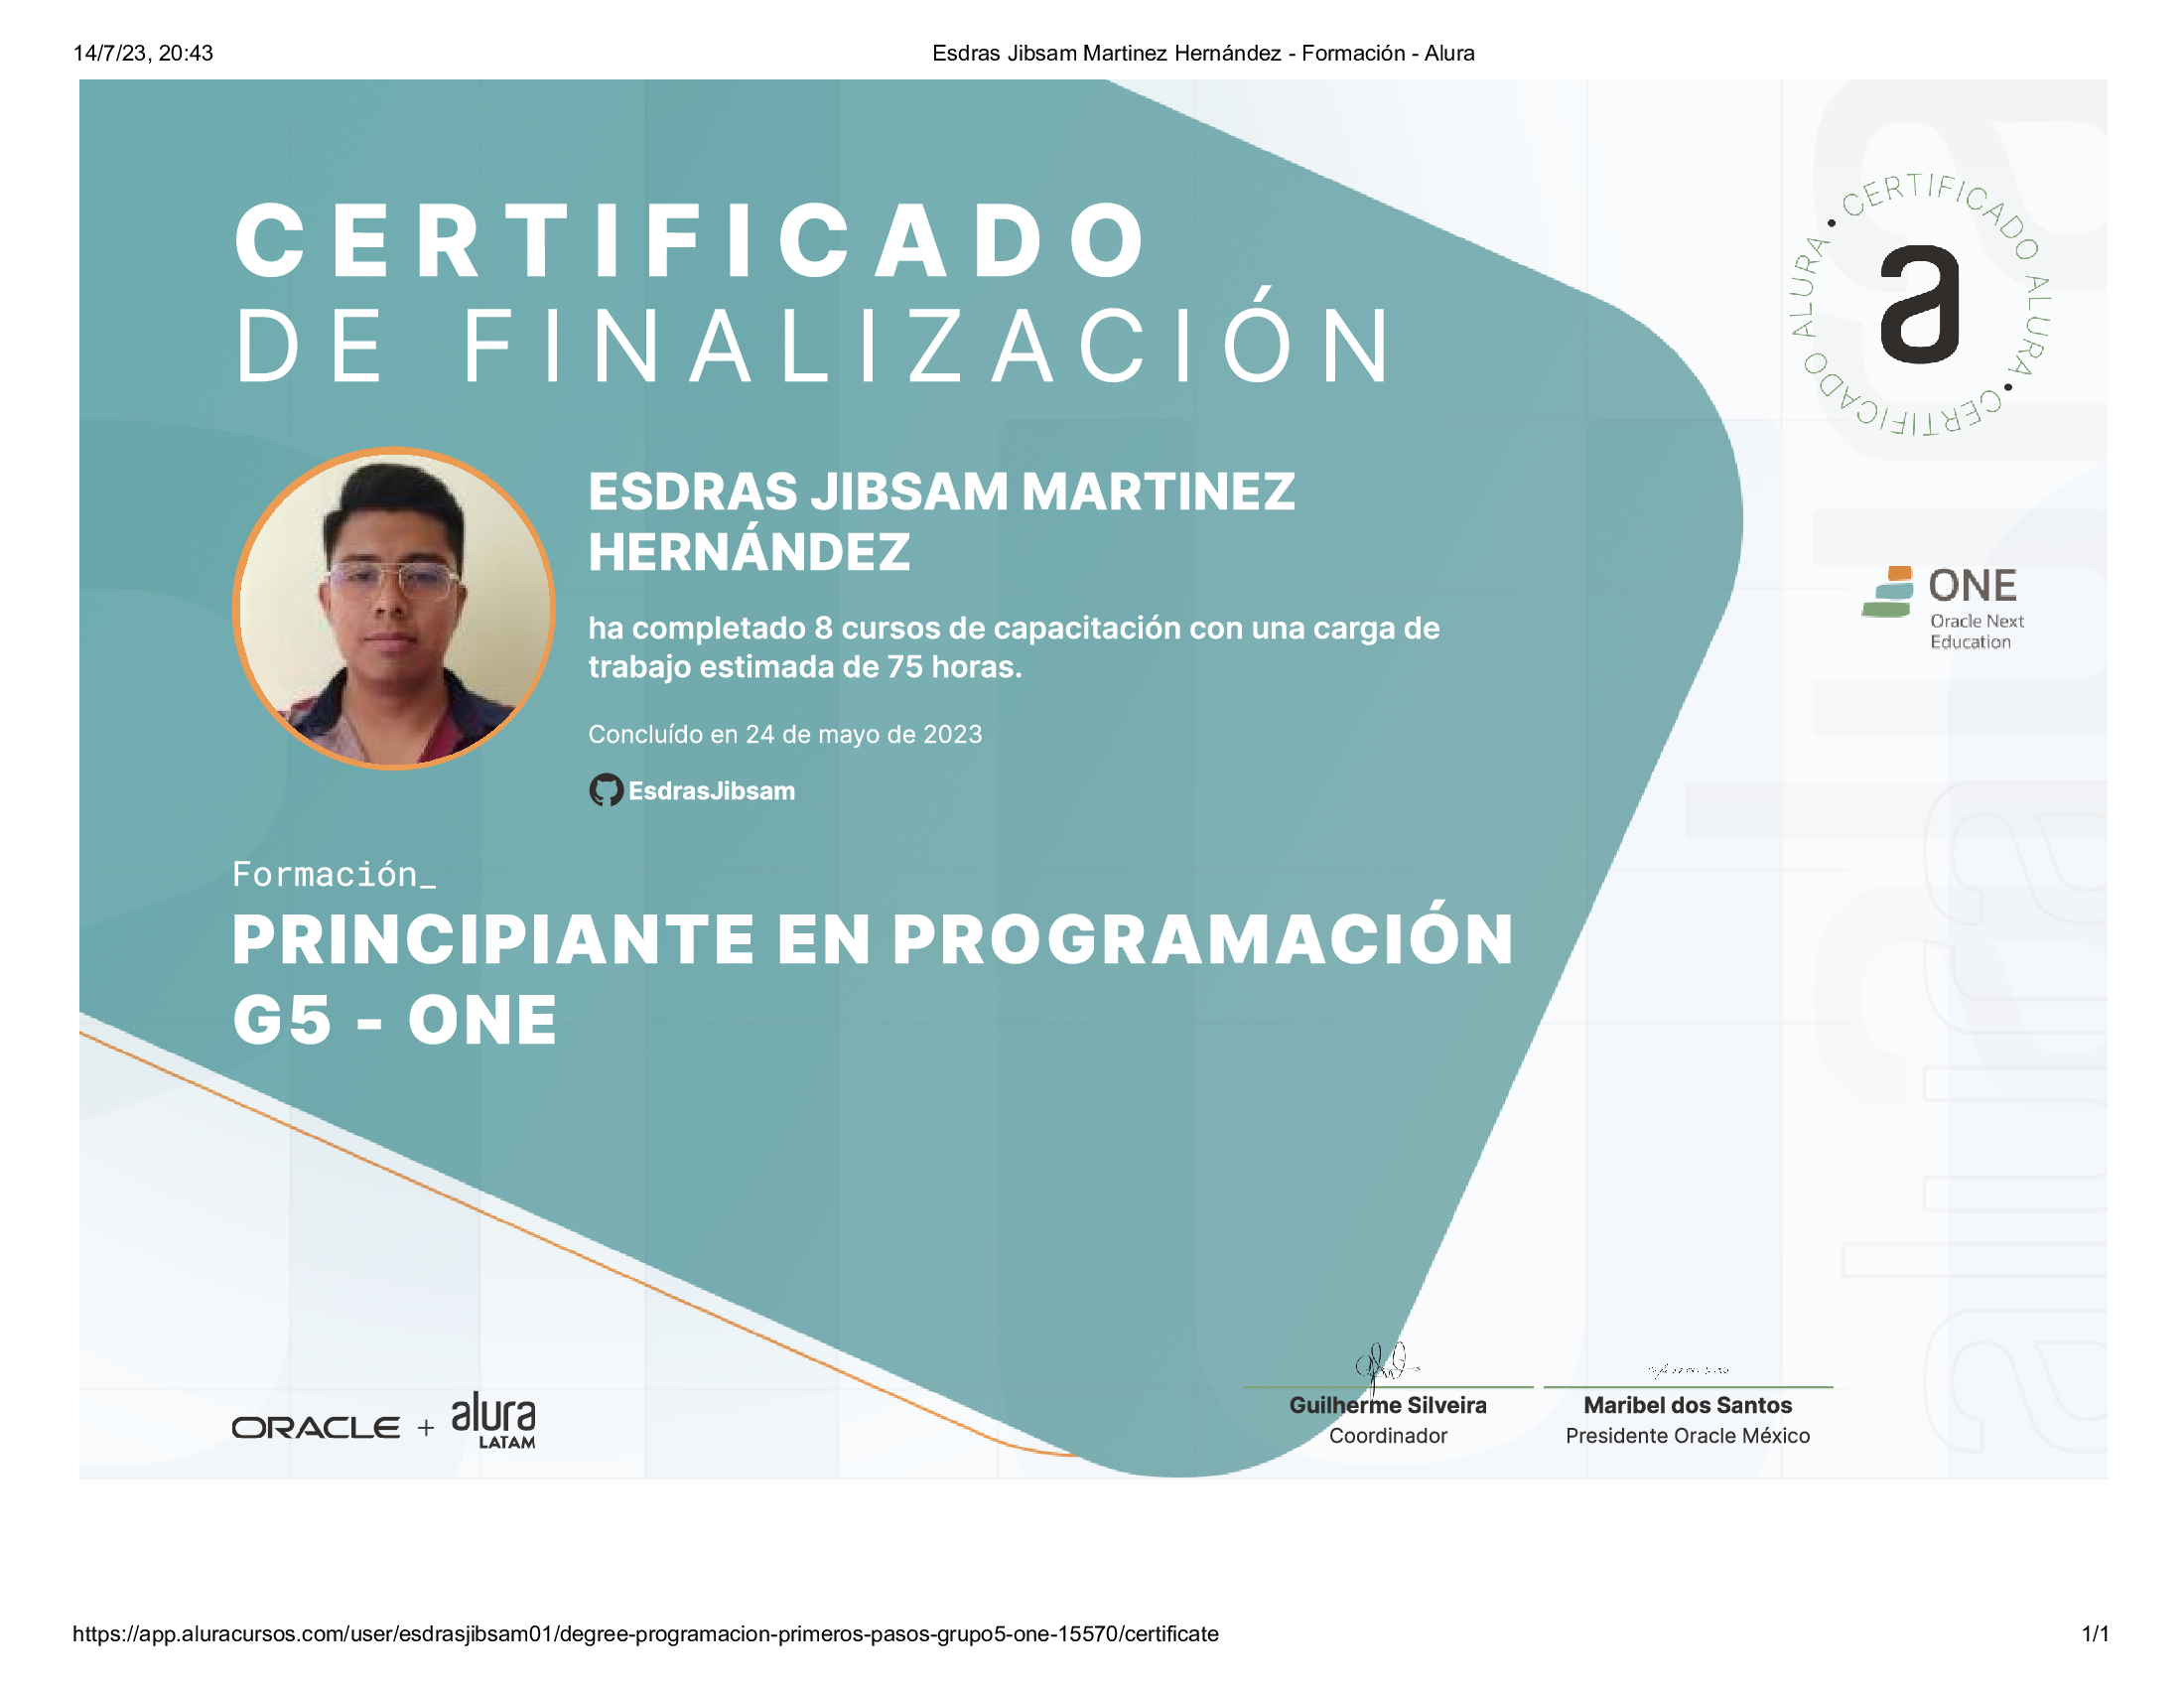 14/7/23, 20:43
Esdras Jibsam Martinez Hernández - Formación - Alura
CERTIFICADO
DE FINALIZACIÓN
• CERTIFICADO ALURA • CERTIFICADO ALURA
a
ESDRAS JIBSAM MARTINEZ
HERNÁNDEZ
ha completado 8 cursos de capacitación con una carga de
trabajo estimada de 75 horas.
Concluído en 24 de mayo de 2023
EsdrasJibsam
ONE
Oracle Next
Education
Formación_
PRINCIPIANTE EN PROGRAMACIÓN
G5 - ONE
alura
ORACLE + alura
LATAM
Guilherme Silveira
Coordinador
Maribel dos Santos
Presidente Oracle México
https://app.aluracursos.com/user/esdrasjibsam01/degree-programacion-primeros-pasos-grupo5-one-15570/certificate
1/1